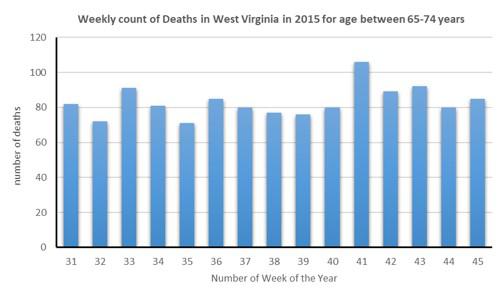 Weekly count of Deaths in West Virginia in 2015 for age between 65-74 years
120
100
80
60
40
20
0
number of deaths
31 32 33 34 35 36 37 38 39 40 41 42 43 44 45
Number of Week of the Year